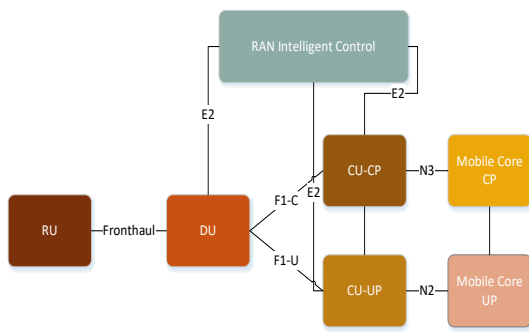 RAN Intelligent Control
E2
E2
CU-CP
N3
Mobile Core
CP
F1-C
E2
RU
Fronthaul
DU
F1-U
CU-UP
N2
Mobile Core
UP